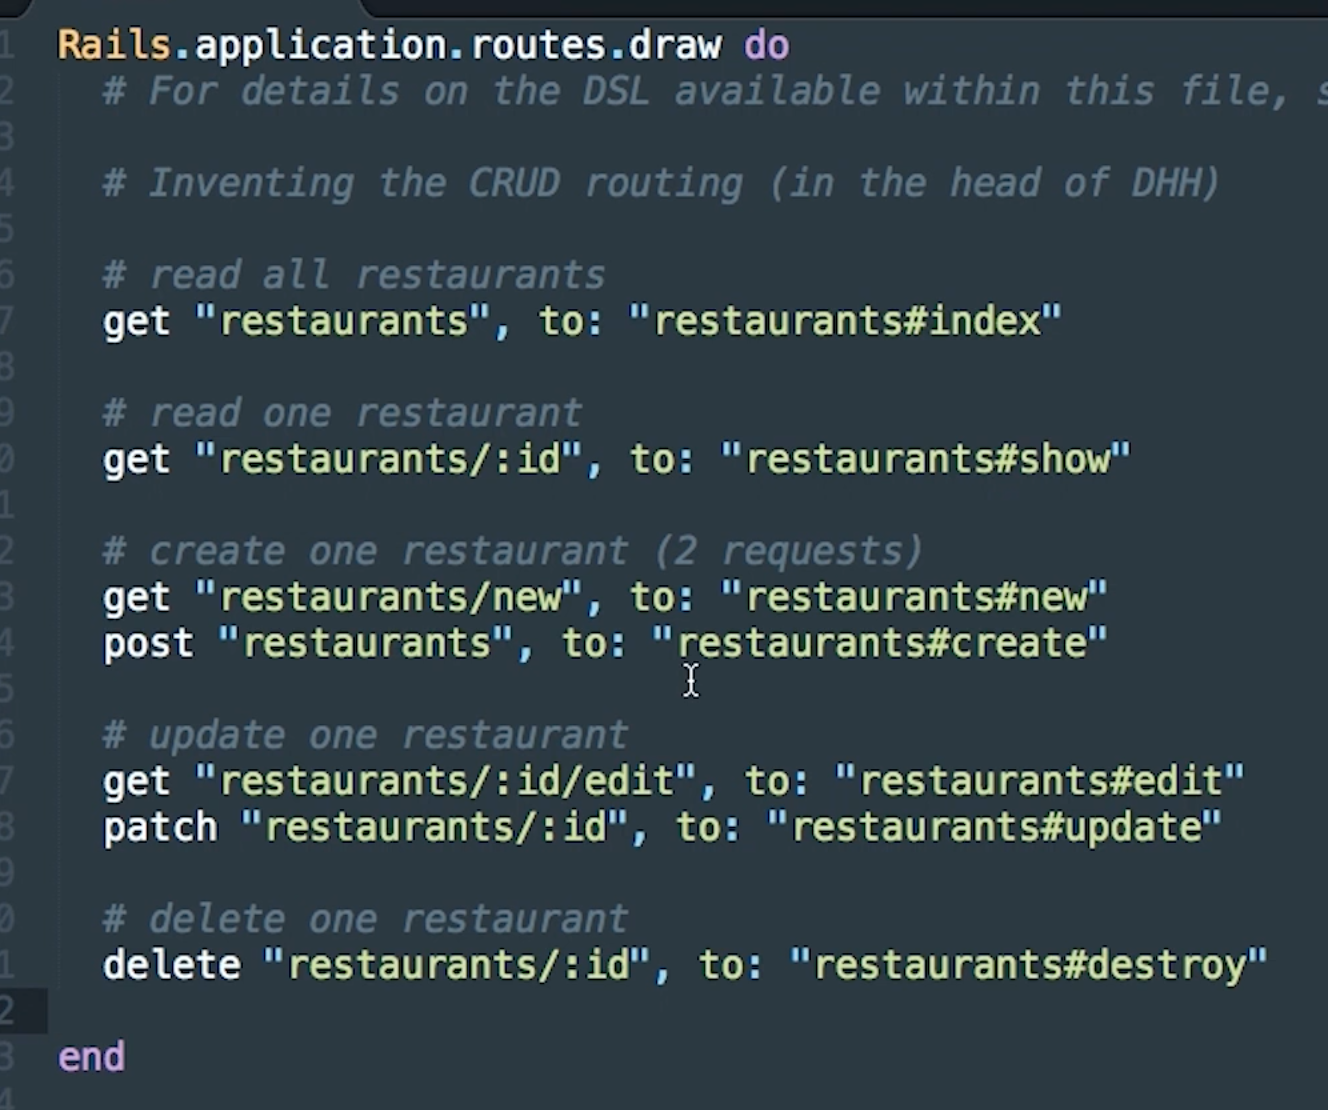 1 Rails.application.routes.draw do
2 # For details on the DSL available within this file, s
3
4 # Inventing the CRUD routing (in the head of DHH)
5
6 # read all restaurants
7 get "restaurants", to: "restaurants#index"
8
9 # read one restaurant
0 get "restaurants/:id", to: "restaurants#show"
1
2 # create one restaurant (2 requests)
3 get "restaurants/new", to: "restaurants#new"
4 post "restaurants", to: "restaurants#create"
5
6 # update one restaurant
7 get "restaurants/:id/edit", to: "restaurants#edit"
8 patch "restaurants/:id", to: "restaurants#update"
9
0 # delete one restaurant
1 delete "restaurants/:id", to: "restaurants#destroy"
2
3 end
4